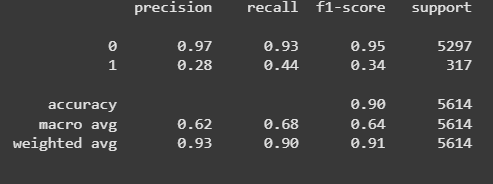 precision recall f1-score support
0 0.97 0.93 0.95 5297
1 0.28 0.44 0.34 317
accuracy 0.90 5614
macro avg 0.62 0.68 0.64 5614
weighted avg 0.93 0.90 0.91 5614